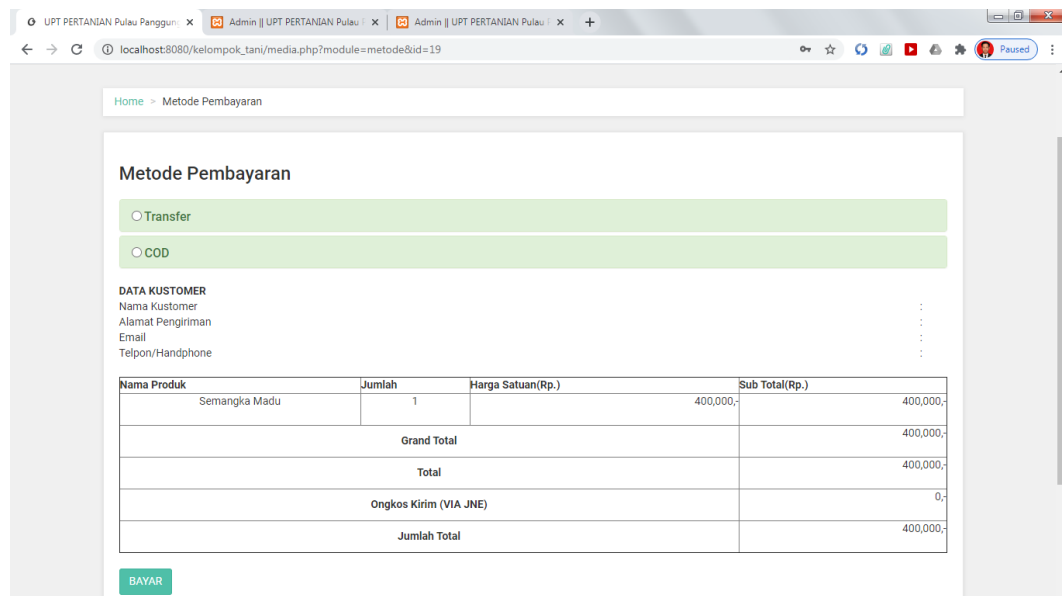 UPT PERTANIAN Pulau Panggung
Admin || UPT PERTANIAN Pulau
Admin || UPT PERTANIAN Pulau
localhost:8080/kelompok_tani/media.php?module=metode&id=19
Paused
Home > Metode Pembayaran
Metode Pembayaran
Transfer
COD
DATA KUSTOMER
Nama Kustomer :
Alamat Pengiriman :
Email :
Telpon/Handphone :
Nama Produk Jumlah Harga Satuan(Rp.) Sub Total(Rp.)
Semangka Madu 1 400,000,- 400,000,-
Grand Total 400,000,-
Total 400,000,-
Ongkos Kirim (VIA JNE) 0,-
Jumlah Total 400,000,-
BAYAR